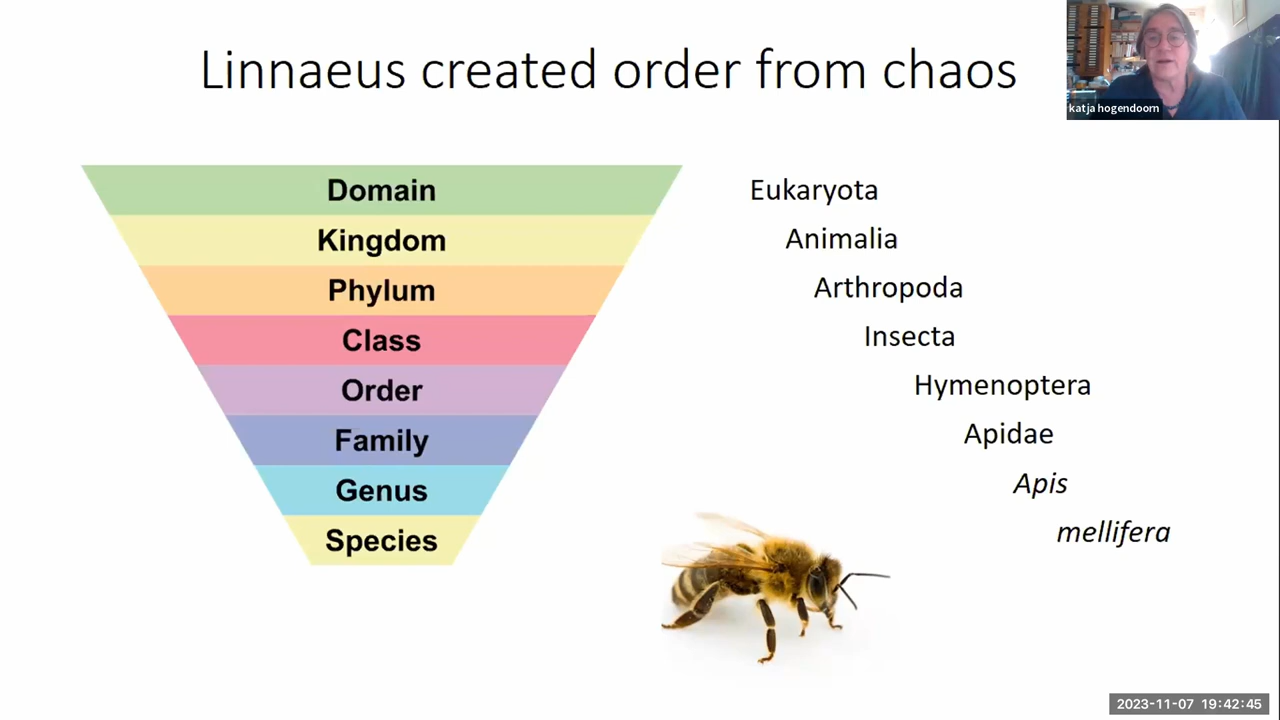 Linnaeus created order from chaos
katja hogendoorn
Domain
Eukaryota
Kingdom
Animalia
Phylum
Arthropoda
Class
Insecta
Order
Hymenoptera
Family
Apidae
Genus
Apis
Species
mellifera
2023-11-07 19:42:45